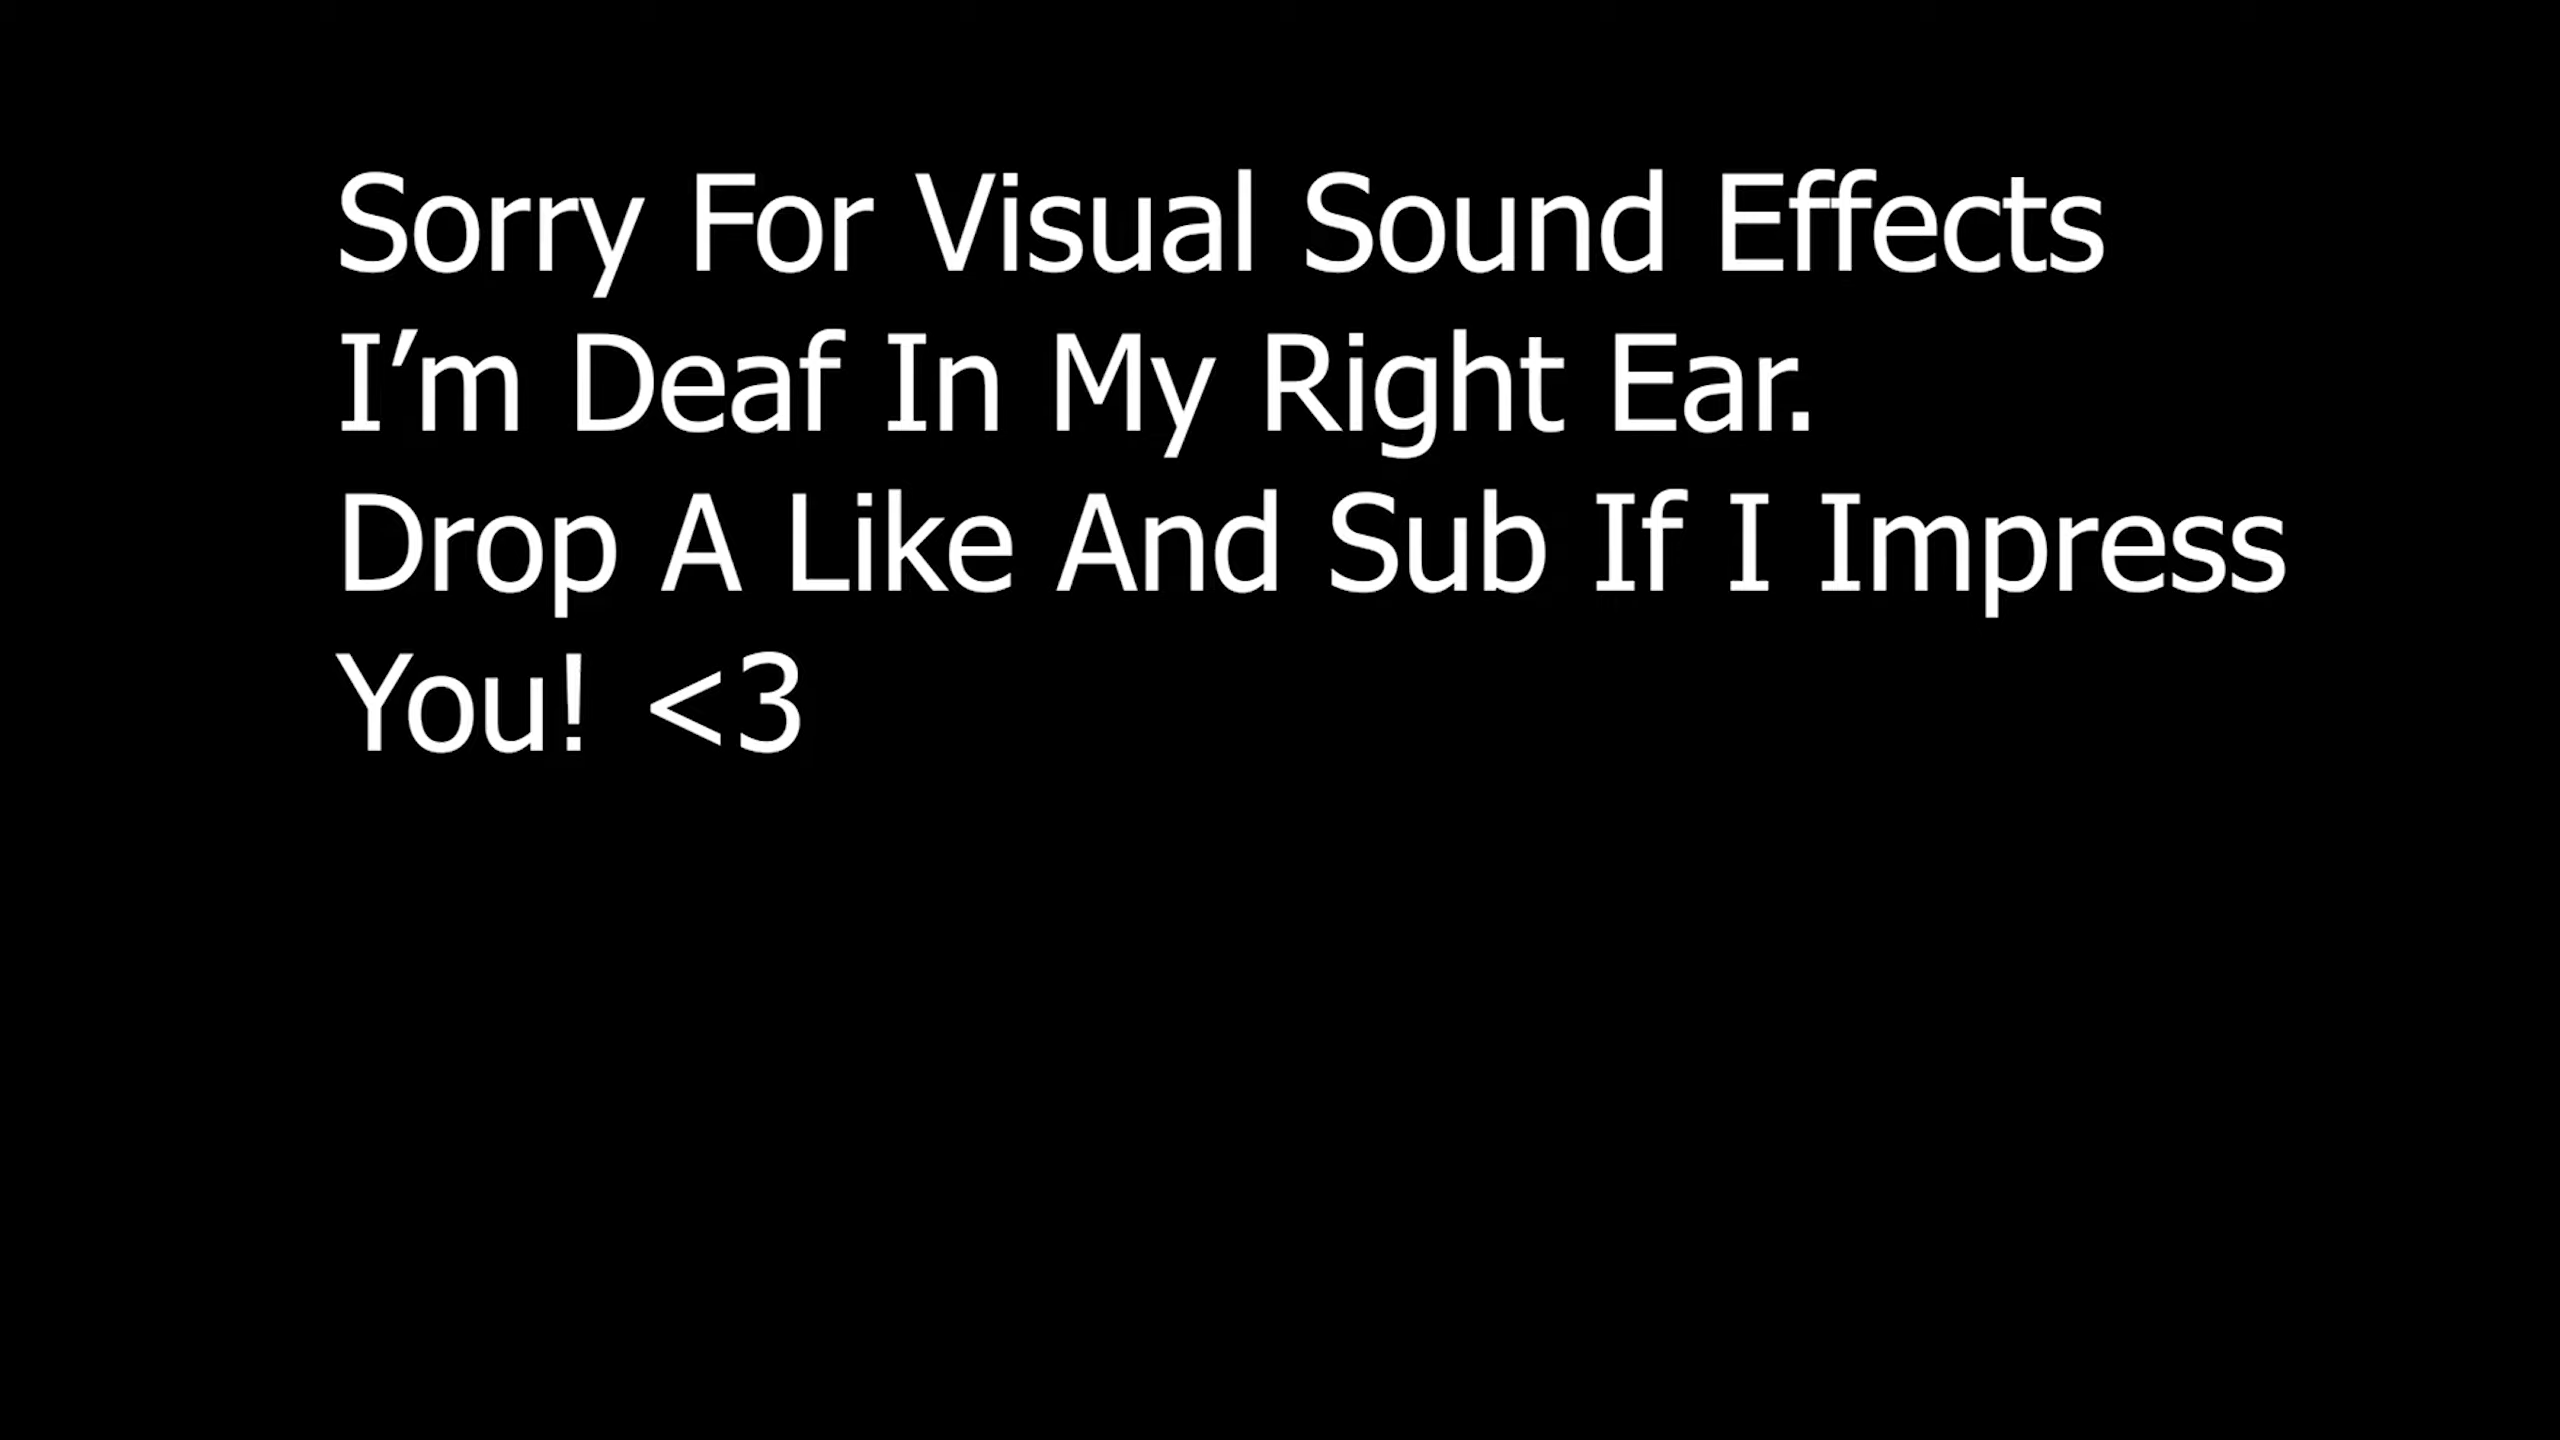 Sorry For Visual Sound Effects
I’m Deaf In My Right Ear.
Drop A Like And Sub If I Impress
You! <3